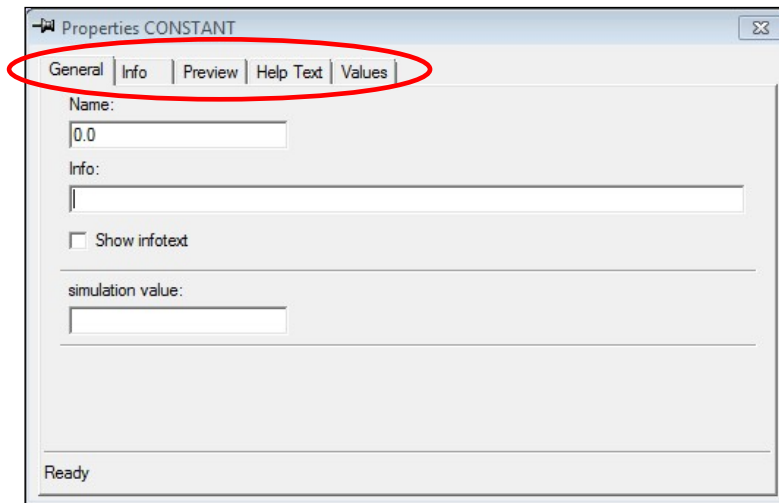 Properties CONSTANT
General Info Preview Help Text Values
Name:
0.0
Info:
Show infotext
simulation value:
Ready